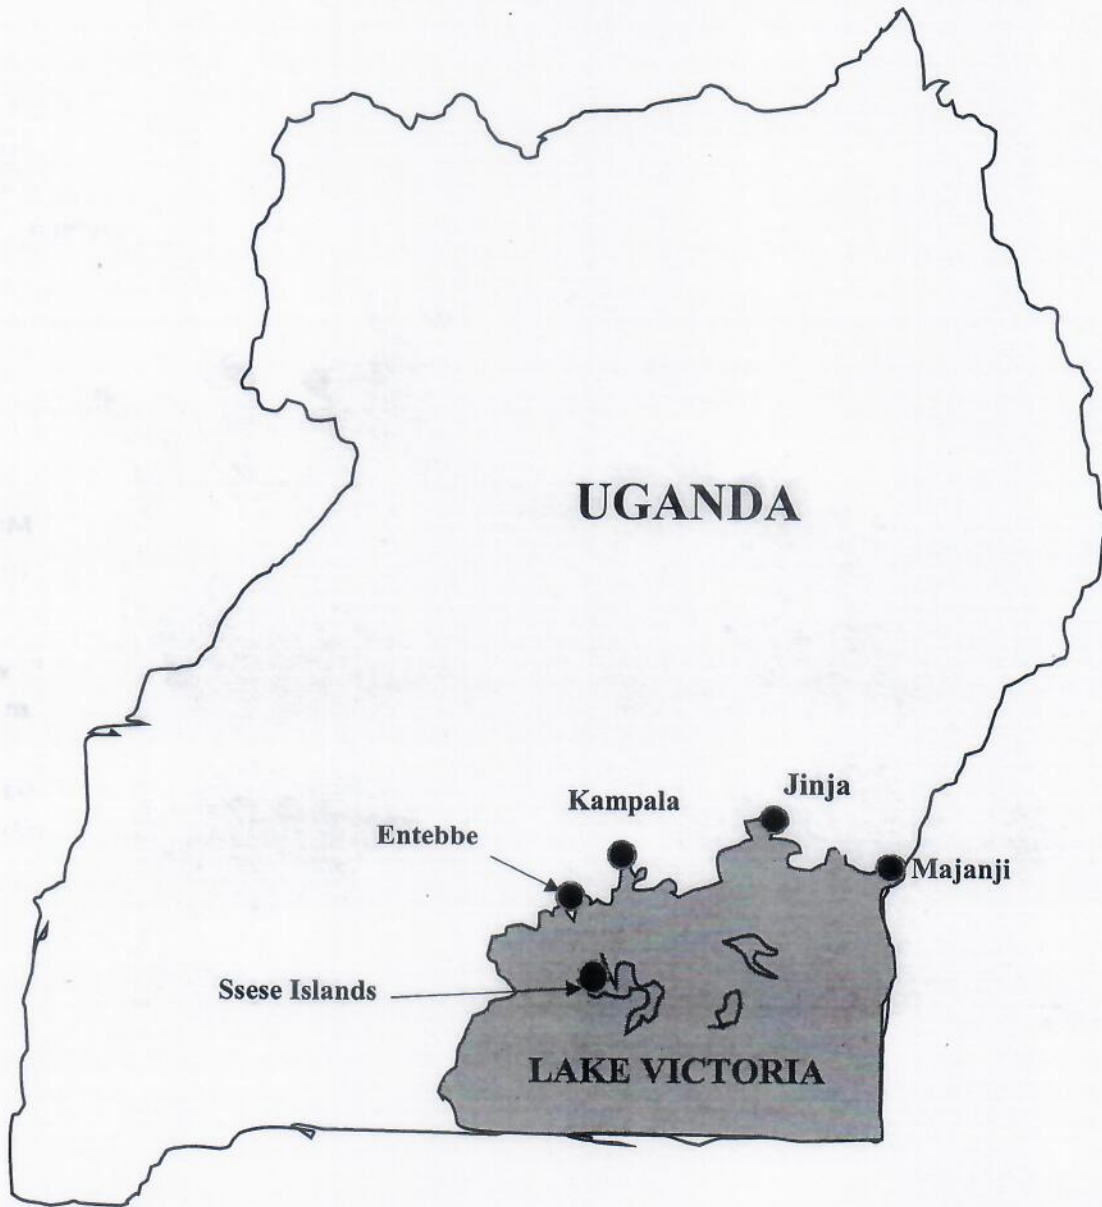 UGANDA
Jinja
Kampala
Entebbe
Majanji
Ssese Islands
LAKE VICTORIA